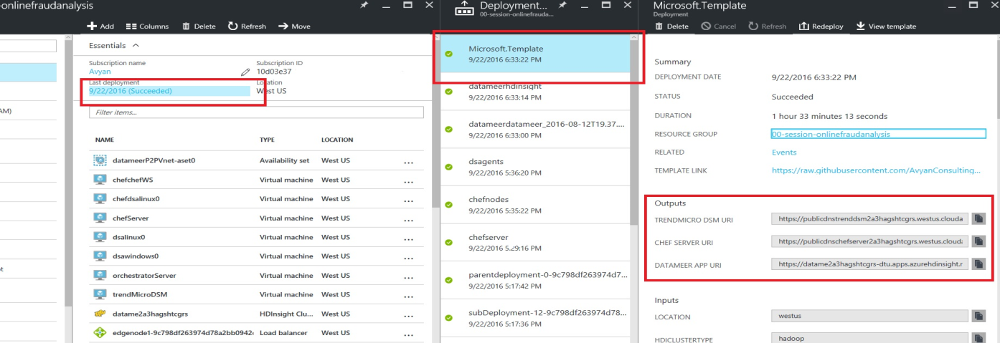 -onlinefraudanalysis
Add Columns Delete Refresh Move
AM)
ot
Essentials
Subscription name Subscription ID
Avyan 10d03e37
Last deployment Location
9/22/2016 (Succeeded) West US
Filter items...
NAME TYPE LOCATION
datameerP2PVnet-aset0 Availability set West US ...
chefchefWS Virtual machine West US ...
chefdsalinux0 Virtual machine West US ...
chefServer Virtual machine West US ...
dsalinux0 Virtual machine West US ...
dsawindows0 Virtual machine West US ...
orchestratorServer Virtual machine West US ...
trendMicroDSM Virtual machine West US ...
datame2a3hagshtcgrs HDInsight Clu... West US ...
edgenode1-9c798df263974d78a2bb0942 Load balancer West US ...
Deployment...
00-session-onlinefrauda...
Microsoft.Template
9/22/2016 6:33:22 PM
datameerhdinsight
9/22/2016 6:33:14 PM
datameerdatameer_2016-08-12T19.37....
9/22/2016 6:33:00 PM
dsagents
9/22/2016 5:36:20 PM
chefnodes
9/22/2016 5:35:22 PM
chefserver
9/22/2016 5:29:16 PM
parentdeployment-0-9c798df263974d7...
9/22/2016 5:17:42 PM
subDeployment-12-9c798df263974d78...
9/22/2016 5:17:36 PM
Microsoft.Template
Deployment
Delete Cancel Refresh Redeploy View template
Summary
DEPLOYMENT DATE 9/22/2016 6:33:22 PM
STATUS Succeeded
DURATION 1 hour 33 minutes 13 seconds
RESOURCE GROUP 00-session-onlinefraudanalysis
RELATED Events
TEMPLATE LINK https://raw.githubusercontent.com/AvyanConsulting...
Outputs
TRENDMICRO DSM URI https://publicdnstrenddsm2a3hagshtcgrs.westus.clouda
CHEF SERVER URI https://publicdnschefserver2a3hagshtcgrs.westus.clouda
DATAMEER APP URI https://datame2a3hagshtcgrs-dtu.apps.azurehdinsight.r
Inputs
LOCATION westus
HDICLUSTERTYPE hadoop